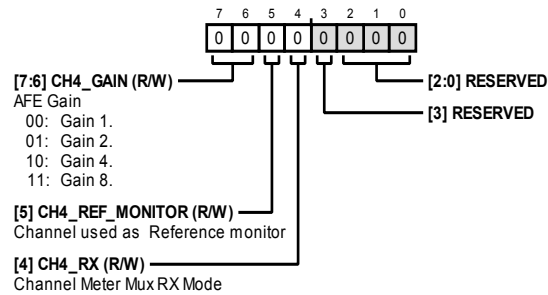 7 6 5 4 3 2 1 0
0 0 0 0 0 0 0 0
[7:6] CH4_GAIN (R/W)
AFE Gain
00: Gain 1.
01: Gain 2.
10: Gain 4.
11: Gain 8.
[5] CH4_REF_MONITOR (R/W)
Channel used as Reference monitor
[4] CH4_RX (R/W)
Channel Meter Mux RX Mode
[2:0] RESERVED
[3] RESERVED